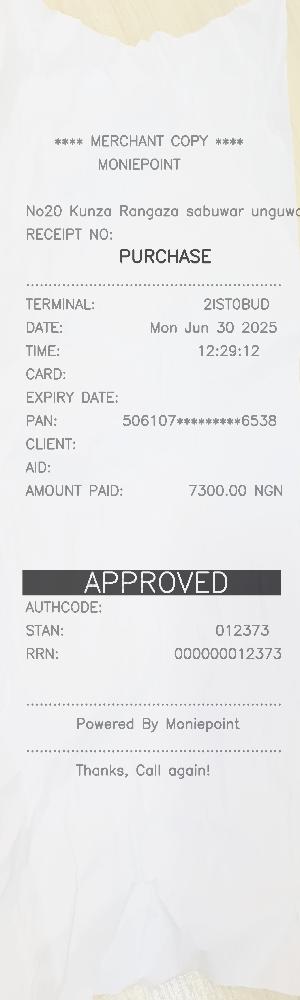 **** MERCHANT COPY ****
MONIEPOINT
No20 Kunza Rangaza sabuwar unguwa
RECEIPT NO:
PURCHASE
TERMINAL: 2IST0BUD
DATE: Mon Jun 30 2025
TIME: 12:29:12
CARD:
EXPIRY DATE:
PAN: 506107*********6538
CLIENT:
AID:
AMOUNT PAID: 7300.00 NGN
APPROVED
AUTHCODE:
STAN: 012373
RRN: 000000012373
Powered By Moniepoint
Thanks, Call again!